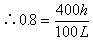 ∴ 0.8 = 400h / 100L